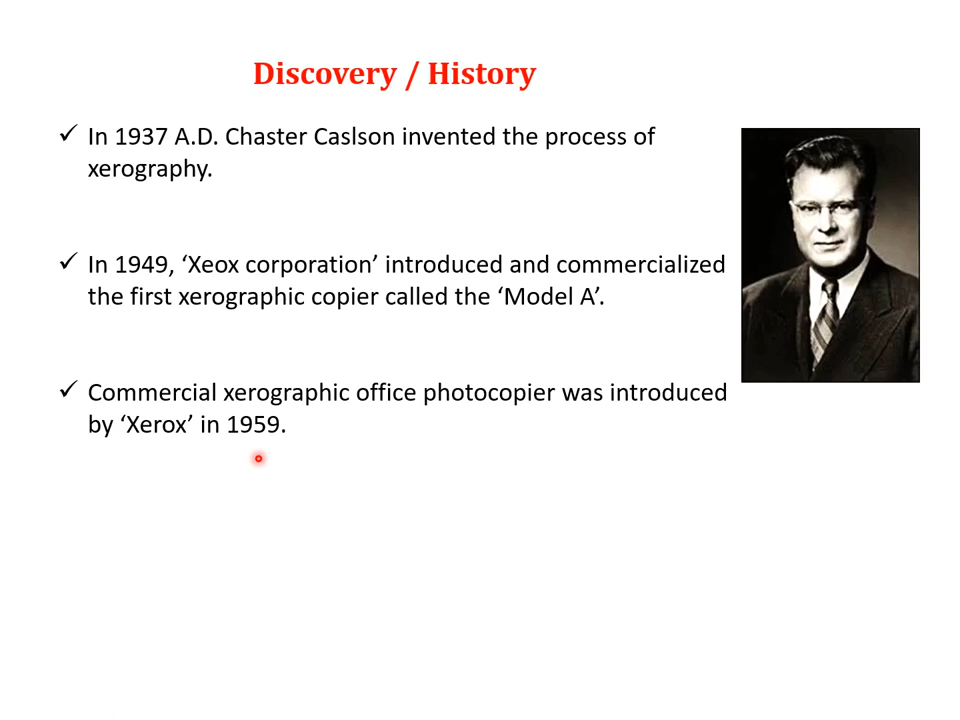 Discovery / History
✓ In 1937 A.D. Chaster Caslson invented the process of
xerography.
✓ In 1949, ‘Xeox corporation’ introduced and commercialized
the first xerographic copier called the ‘Model A’.
✓ Commercial xerographic office photocopier was introduced
by ‘Xerox’ in 1959.